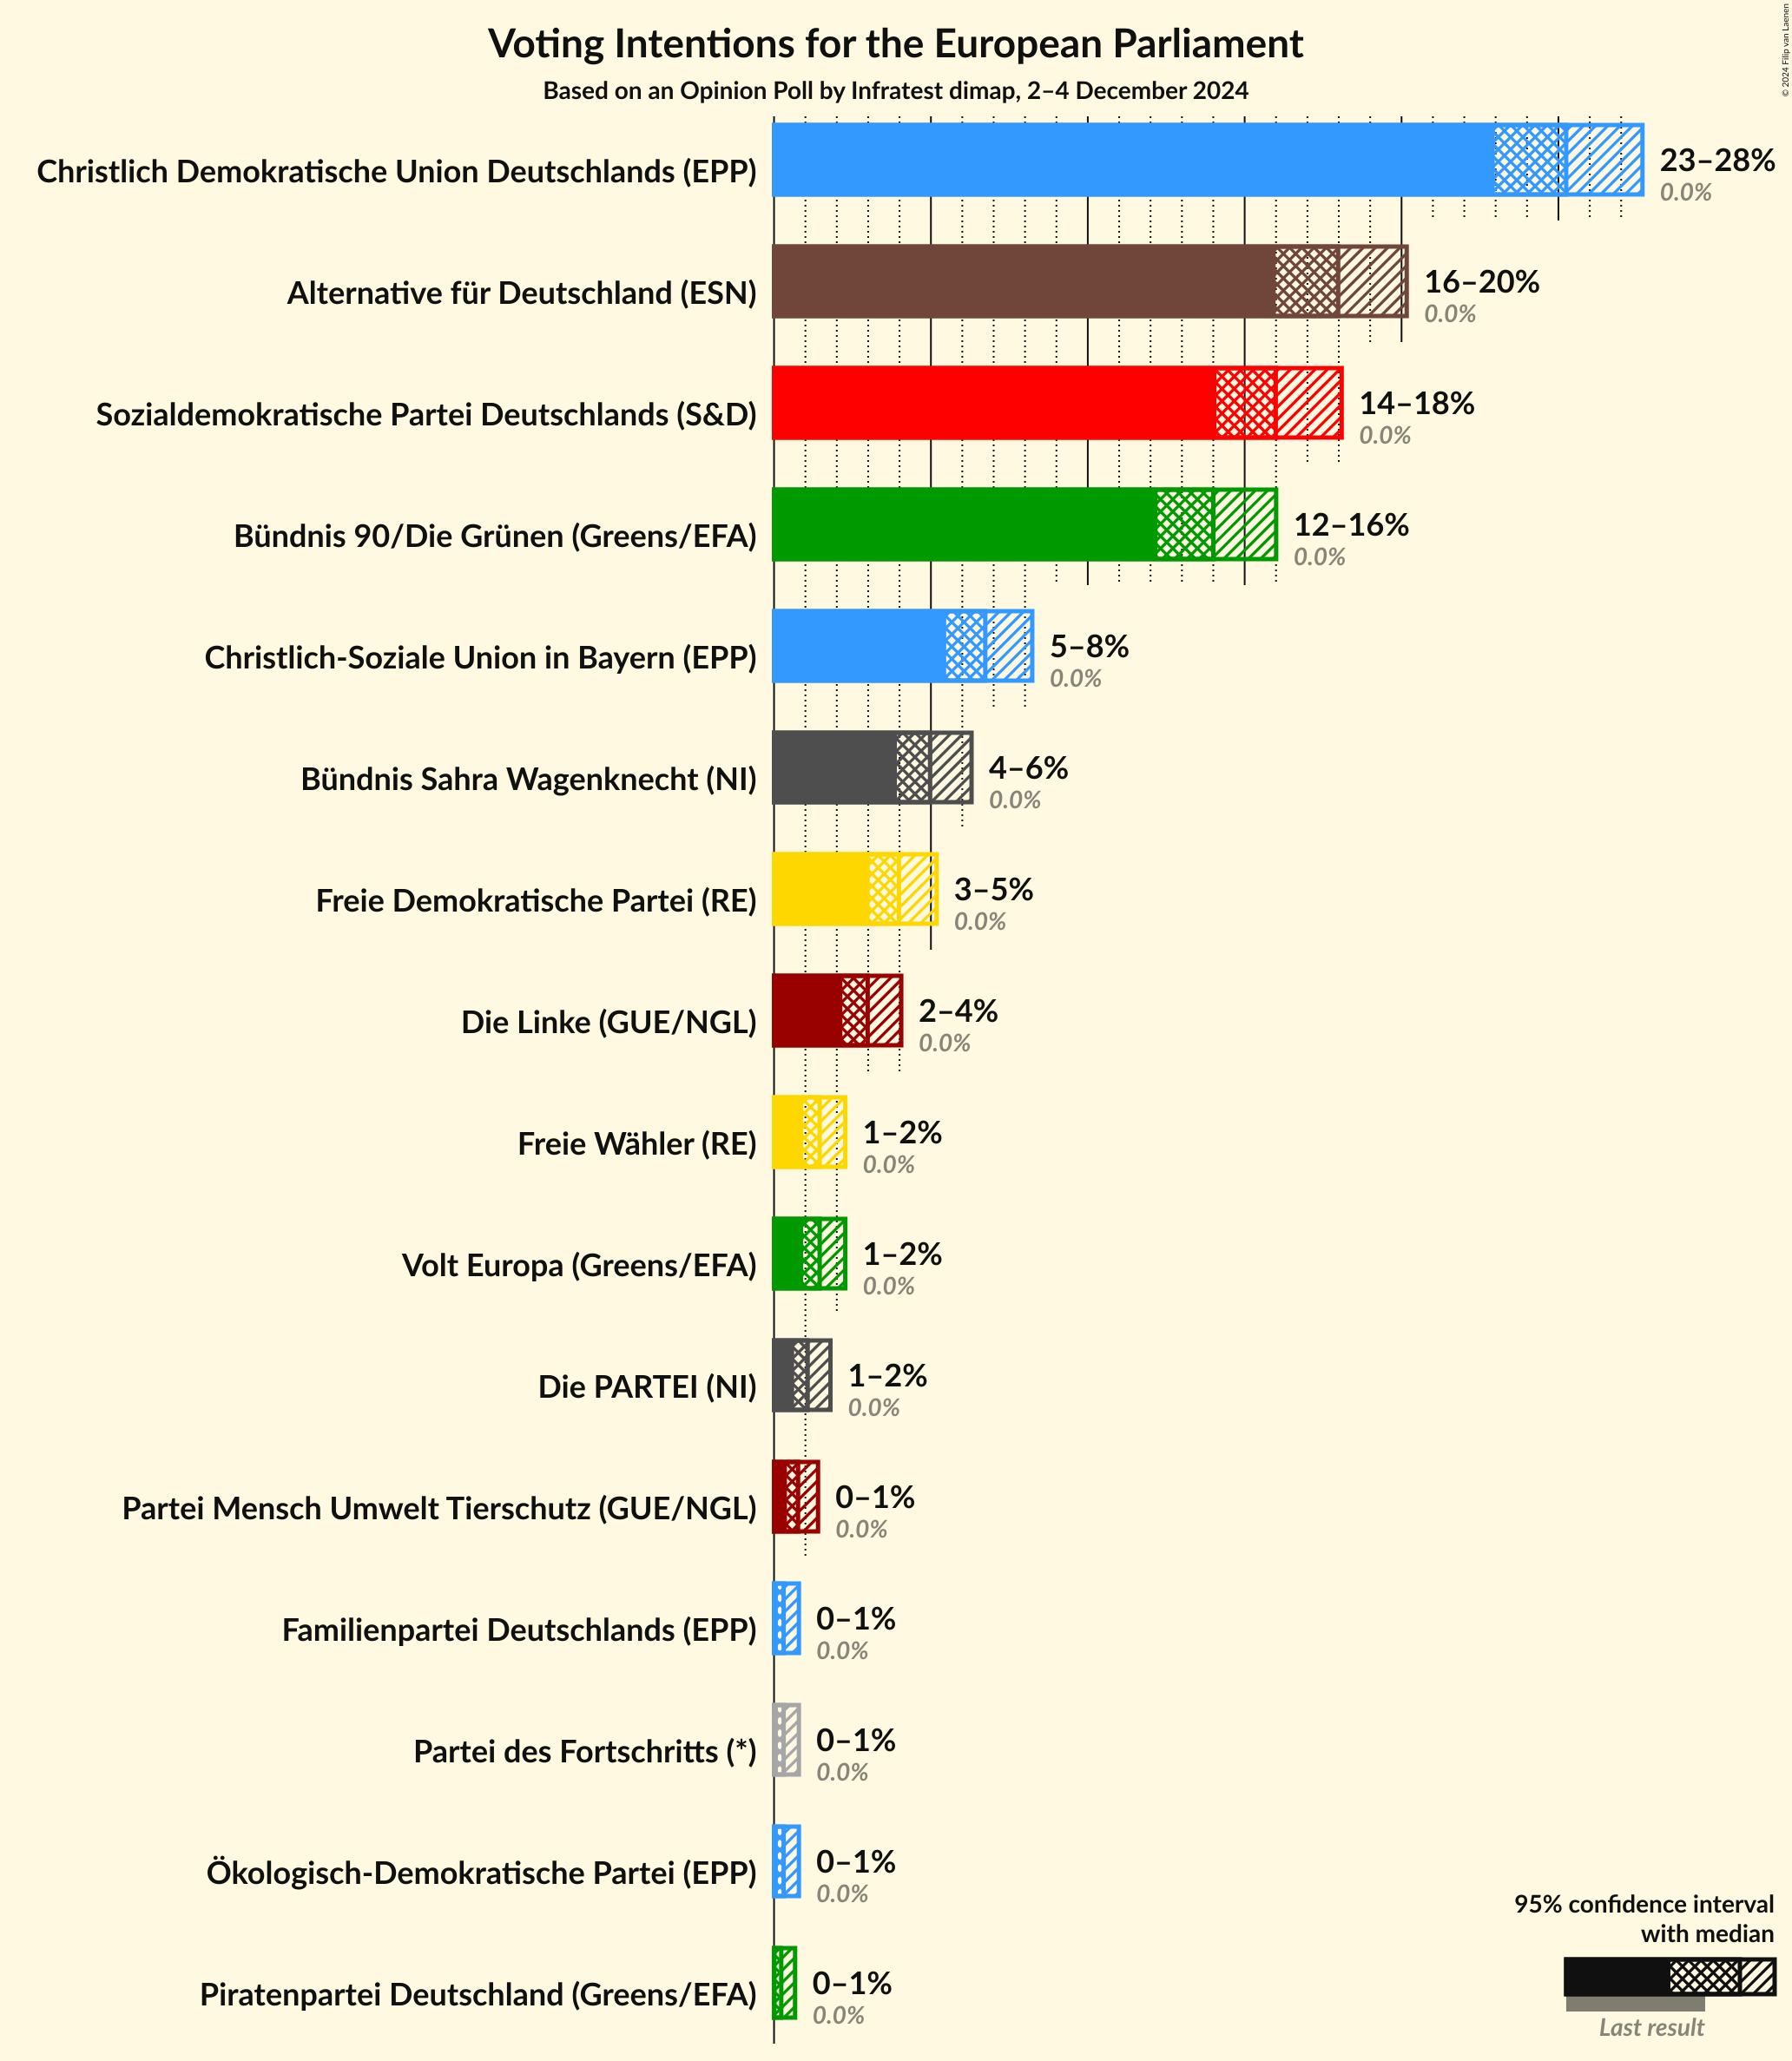 Voting Intentions for the European Parliament
Based on an Opinion Poll by Infratest dimap, 2–4 December 2024
© 2024 Filip van Laenen
Christlich Demokratische Union Deutschlands (EPP)
23–28%
0.0%
Alternative für Deutschland (ESN)
16–20%
0.0%
Sozialdemokratische Partei Deutschlands (S&D)
14–18%
0.0%
Bündnis 90/Die Grünen (Greens/EFA)
12–16%
0.0%
Christlich-Soziale Union in Bayern (EPP)
5–8%
0.0%
Bündnis Sahra Wagenknecht (NI)
4–6%
0.0%
Freie Demokratische Partei (RE)
3–5%
0.0%
Die Linke (GUE/NGL)
2–4%
0.0%
Freie Wähler (RE)
1–2%
0.0%
Volt Europa (Greens/EFA)
1–2%
0.0%
Die PARTEI (NI)
1–2%
0.0%
Partei Mensch Umwelt Tierschutz (GUE/NGL)
0–1%
0.0%
Familienpartei Deutschlands (EPP)
0–1%
0.0%
Partei des Fortschritts (*)
0–1%
0.0%
Ökologisch-Demokratische Partei (EPP)
0–1%
0.0%
Piratenpartei Deutschland (Greens/EFA)
0–1%
0.0%
95% confidence interval
with median
Last result